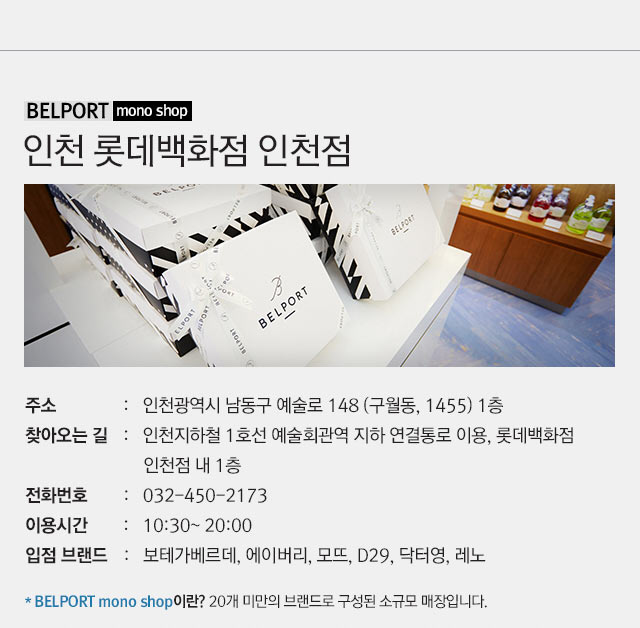 BELPORT mono shop
인천 롯데백화점 인천점
BELPORT
BELPORT
B
BELPORT
BELPORT
주소 : 인천광역시 남동구 예술로 148 (구월동, 1455) 1층
찾아오는 길 : 인천지하철 1호선 예술회관역 지하 연결통로 이용, 롯데백화점
인천점 내 1층
전화번호 : 032-450-2173
이용시간 : 10:30~ 20:00
입점 브랜드 : 보테가베르데, 에이버리, 모뜨, D29, 닥터영, 레노
* BELPORT mono shop이란? 20개 미만의 브랜드로 구성된 소규모 매장입니다.